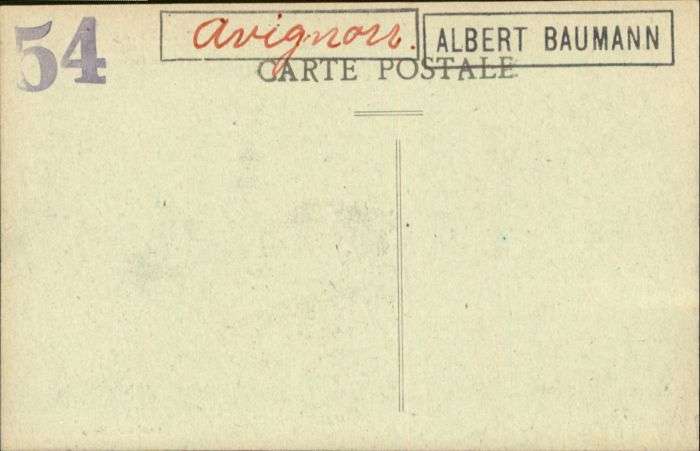 54
Avignon.
ALBERT BAUMANN
CARTE POSTALE